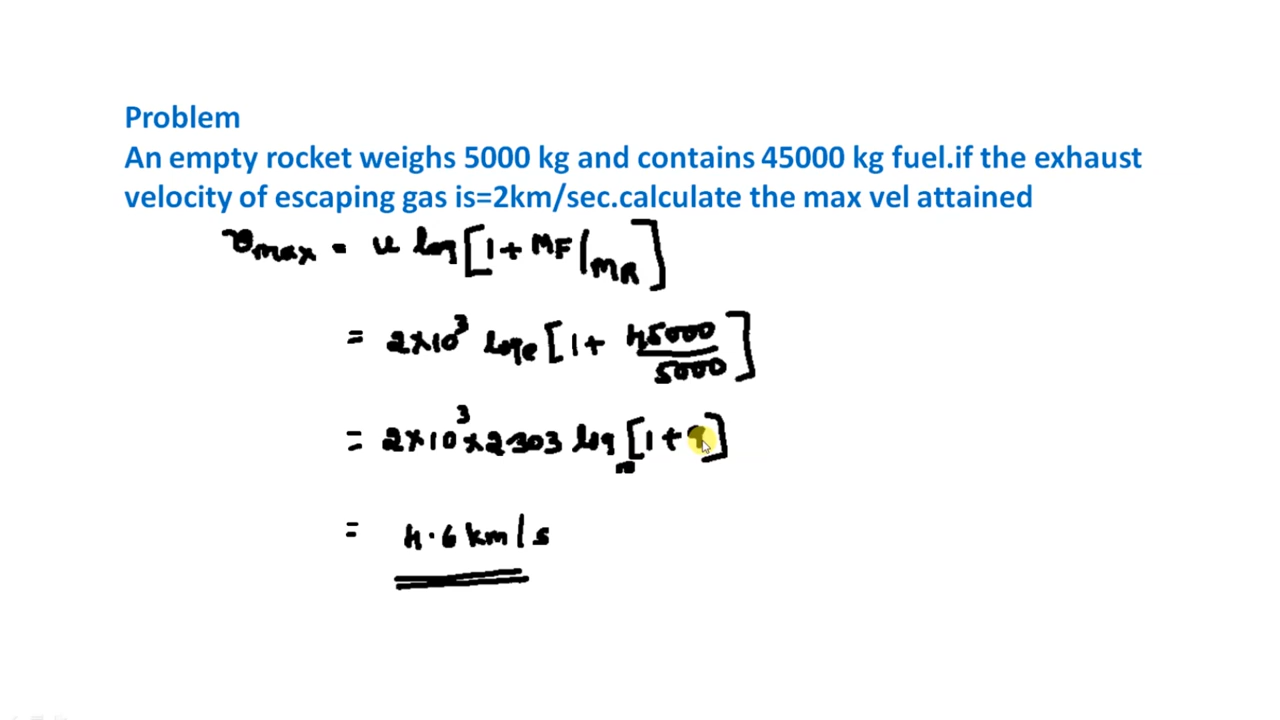 Problem
An empty rocket weighs 5000 kg and contains 45000 kg fuel.if the exhaust
velocity of escaping gas is=2km/sec.calculate the max vel attained
vmax = u log [1 + MF/MR]
= 2×10³ loge [1 + 45000/5000]
= 2×10³×2303 log [1 + 9]
= 4.6 km/s